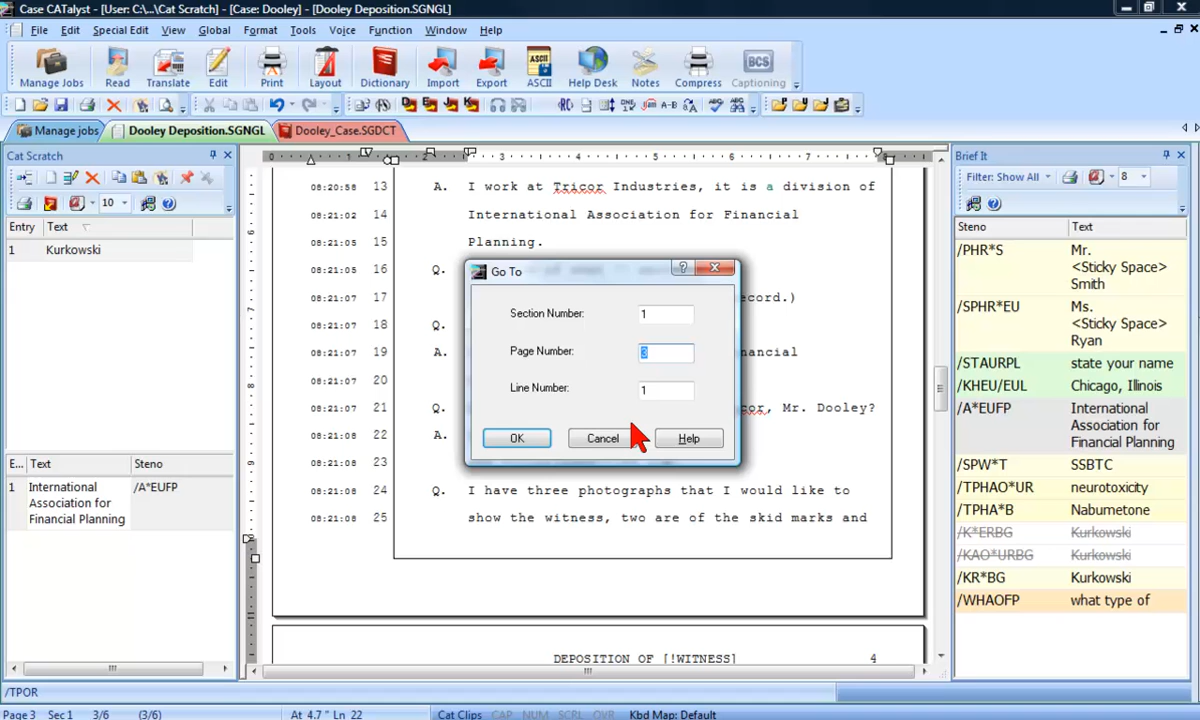 Case CATalyst - [User: C:\...\Cat Scratch] - [Case: Dooley] - [Dooley Deposition.SGNGL]
File Edit Special Edit View Global Format Tools Voice Function Window Help
Manage Jobs Read Translate Edit Print Layout Dictionary Import Export ASCII Help Desk Notes Compress BCS Captioning
Manage jobs Dooley Deposition.SGNGL Dooley_Case.SGDCT
Cat Scratch
10
Entry Text
1 Kurkowski
E... Text Steno
1 International /A*EUFP
Association for
Financial Planning
0 1 2 3 4 5 6 7
08:20:58 13 A. I work at Tricor Industries, it is a division of
08:21:02 14 International Association for Financial
08:21:05 15 Planning.
08:21:05 16 Q.
08:21:07 17 ecord.)
08:21:07 18 Q.
08:21:07 19 A. nancial
08:21:07 20
08:21:07 21 Q. cor, Mr. Dooley?
08:21:08 22 A.
08:21:08 23
08:21:08 24 Q. I have three photographs that I would like to
08:21:08 25 show the witness, two are of the skid marks and
DEPOSITION OF [!WITNESS] 4
Go To
Section Number: 1
Page Number: 3
Line Number: 1
OK Cancel Help
Brief It
Filter: Show All 8
Steno Text
/PHR*S Mr.
<Sticky Space>
Smith
/SPHR*EU Ms.
<Sticky Space>
Ryan
/STAURPL state your name
/KHEU/EUL Chicago, Illinois
/A*EUFP International
Association for
Financial Planning
/SPW*T SSBTC
/TPHAO*UR neurotoxicity
/TPHA*B Nabumetone
/K*ERBG Kurkowski
/KAO*URBG Kurkowski
/KR*BG Kurkowski
/WHAOFP what type of
/TPOR
Page 3 Sec 1 3/6 (3/6) At 4.7" Ln 22 Cat Clips CAP NUM SCRL OVR Kbd Map: Default